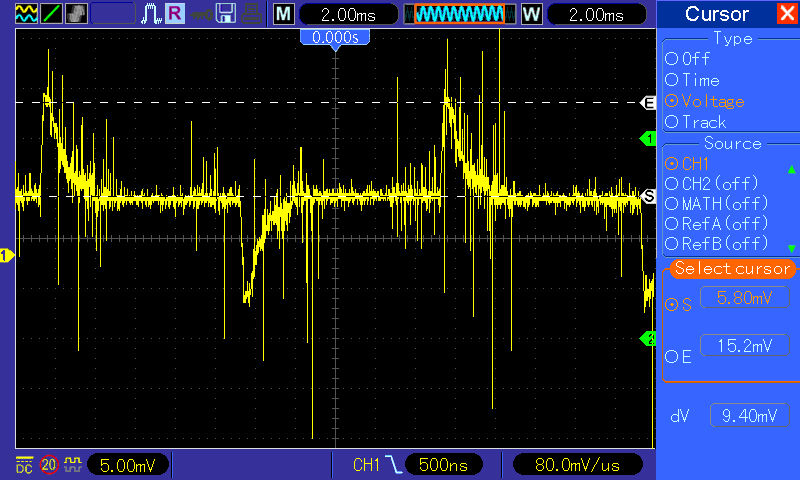 R M 2.00ms W 2.00ms Cursor
0.000s
Type
Off
Time
E Voltage
1 Track
Source
CH1
S CH2(off)
MATH(off)
RefA(off)
1 RefB(off)
Select cursor
S 5.80mV
2 E 15.2mV
dV 9.40mV
DC 20 5.00mV CH1 500ns 80.0mV/us